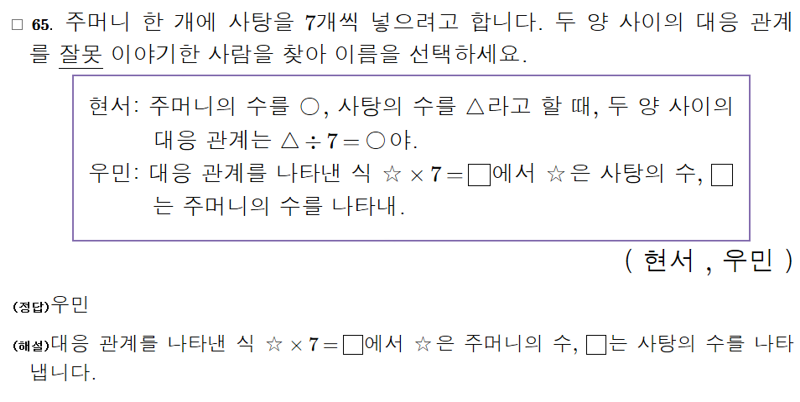 □ 65. 주머니 한 개에 사탕을 7개씩 넣으려고 합니다. 두 양 사이의 대응 관계
를 잘못 이야기한 사람을 찾아 이름을 선택하세요.
현서: 주머니의 수를 ○, 사탕의 수를 △라고 할 때, 두 양 사이의
대응 관계는 △÷7=○야.
우민: 대응 관계를 나타낸 식 ☆×7=□에서 ☆은 사탕의 수, □
는 주머니의 수를 나타내.
( 현서 , 우민 )
(정답)우민
(해설)대응 관계를 나타낸 식 ☆×7=□에서 ☆은 주머니의 수, □는 사탕의 수를 나타
냅니다.